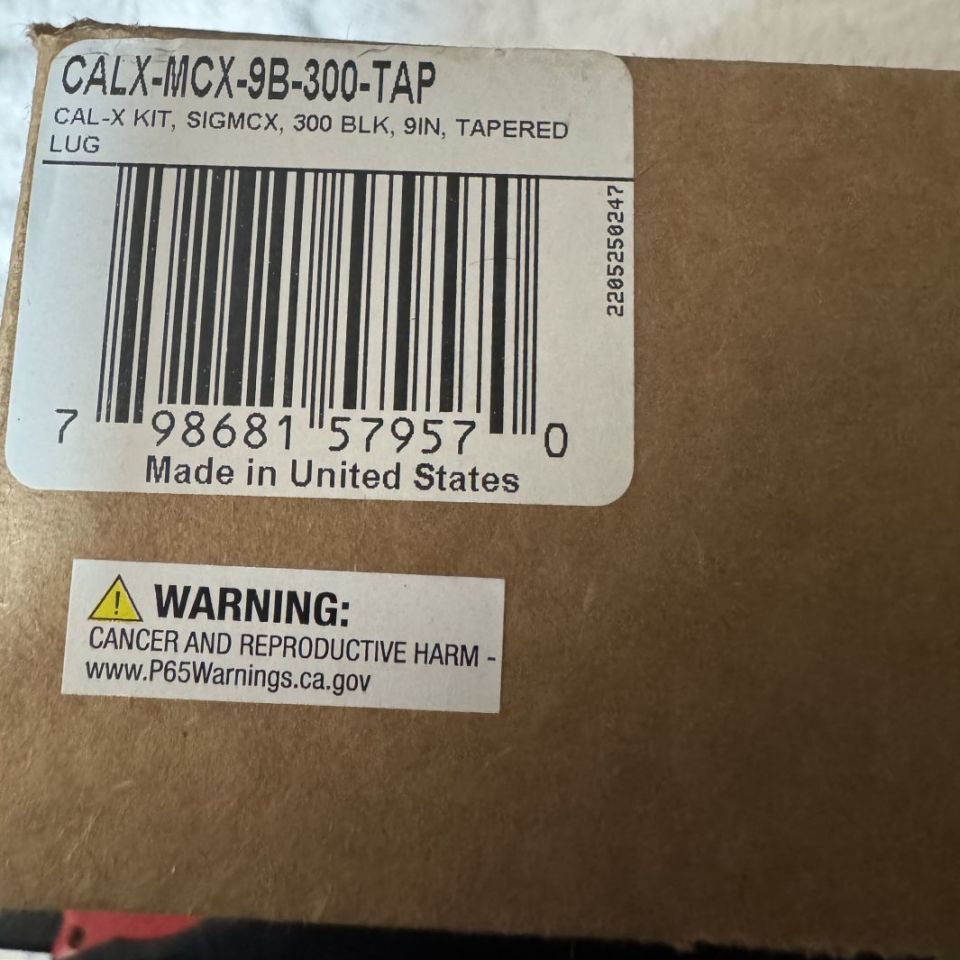 CALX-MCX-9B-300-TAP
CAL-X KIT, SIGMCX, 300 BLK, 9IN, TAPERED
LUG
2205250247
7 98681 57957 0
Made in United States
WARNING:
CANCER AND REPRODUCTIVE HARM -
www.P65Warnings.ca.gov